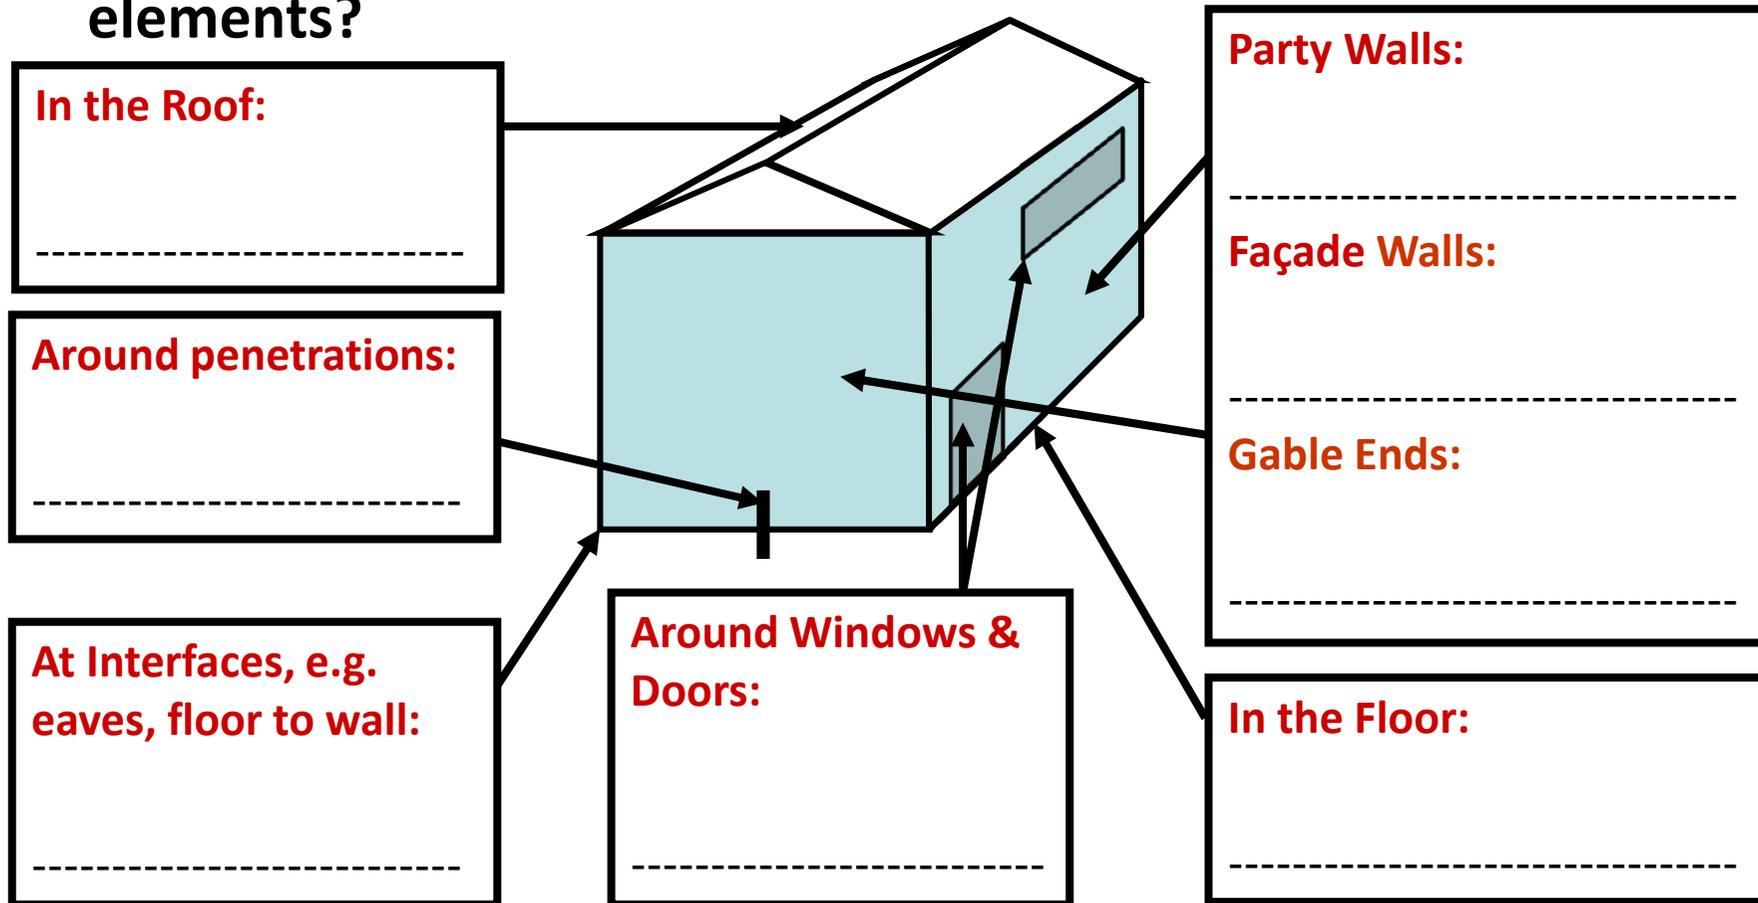 elements?
In the Roof:
---------------------------
Around penetrations:
---------------------------
At Interfaces, e.g.
eaves, floor to wall:
---------------------------
Around Windows &
Doors:
--------------------------
Party Walls:
--------------------------------
Façade Walls:
--------------------------------
Gable Ends:
--------------------------------
In the Floor:
--------------------------------